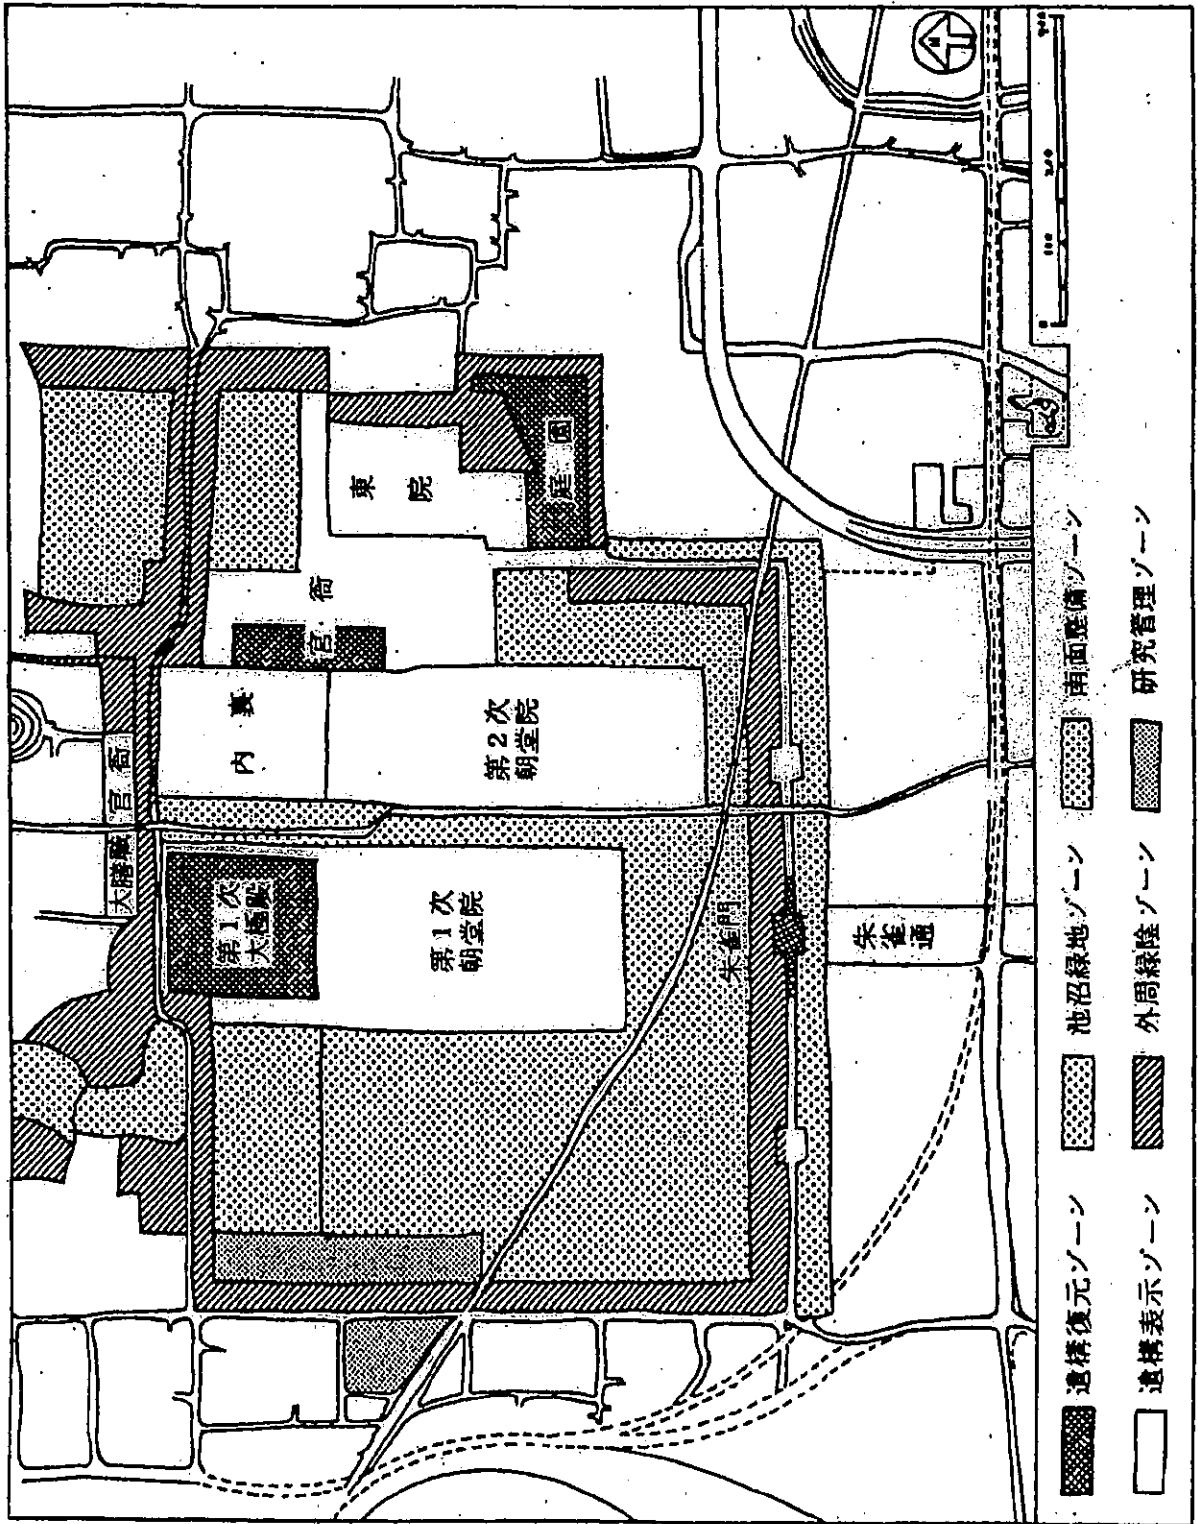 大膳職官衙
内裏
官衙
東院
庭園
第1次
大極殿
第1次
朝堂院
第2次
朝堂院
朱雀門
朱雀通
N
遺構復元ゾーン
池沼緑地ゾーン
南面整備ゾーン
遺構表示ゾーン
外周緑陰ゾーン
研究管理ゾーン